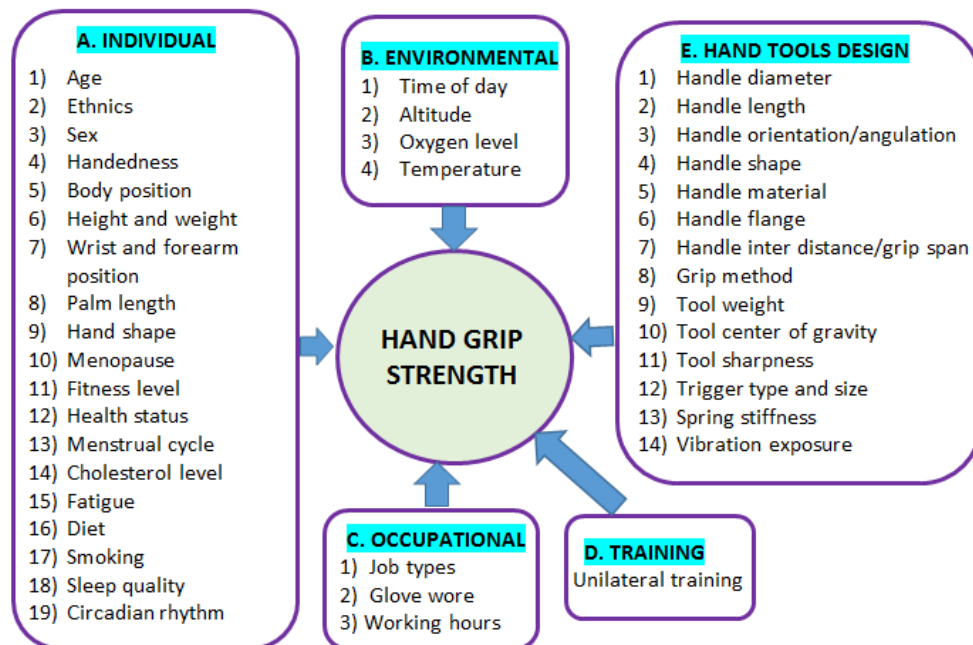 A. INDIVIDUAL
1) Age
2) Ethnics
3) Sex
4) Handedness
5) Body position
6) Height and weight
7) Wrist and forearm
position
8) Palm length
9) Hand shape
10) Menopause
11) Fitness level
12) Health status
13) Menstrual cycle
14) Cholesterol level
15) Fatigue
16) Diet
17) Smoking
18) Sleep quality
19) Circadian rhythm
B. ENVIRONMENTAL
1) Time of day
2) Altitude
3) Oxygen level
4) Temperature
HAND GRIP
STRENGTH
C. OCCUPATIONAL
1) Job types
2) Glove wore
3) Working hours
D. TRAINING
Unilateral training
E. HAND TOOLS DESIGN
1) Handle diameter
2) Handle length
3) Handle orientation/angulation
4) Handle shape
5) Handle material
6) Handle flange
7) Handle inter distance/grip span
8) Grip method
9) Tool weight
10) Tool center of gravity
11) Tool sharpness
12) Trigger type and size
13) Spring stiffness
14) Vibration exposure